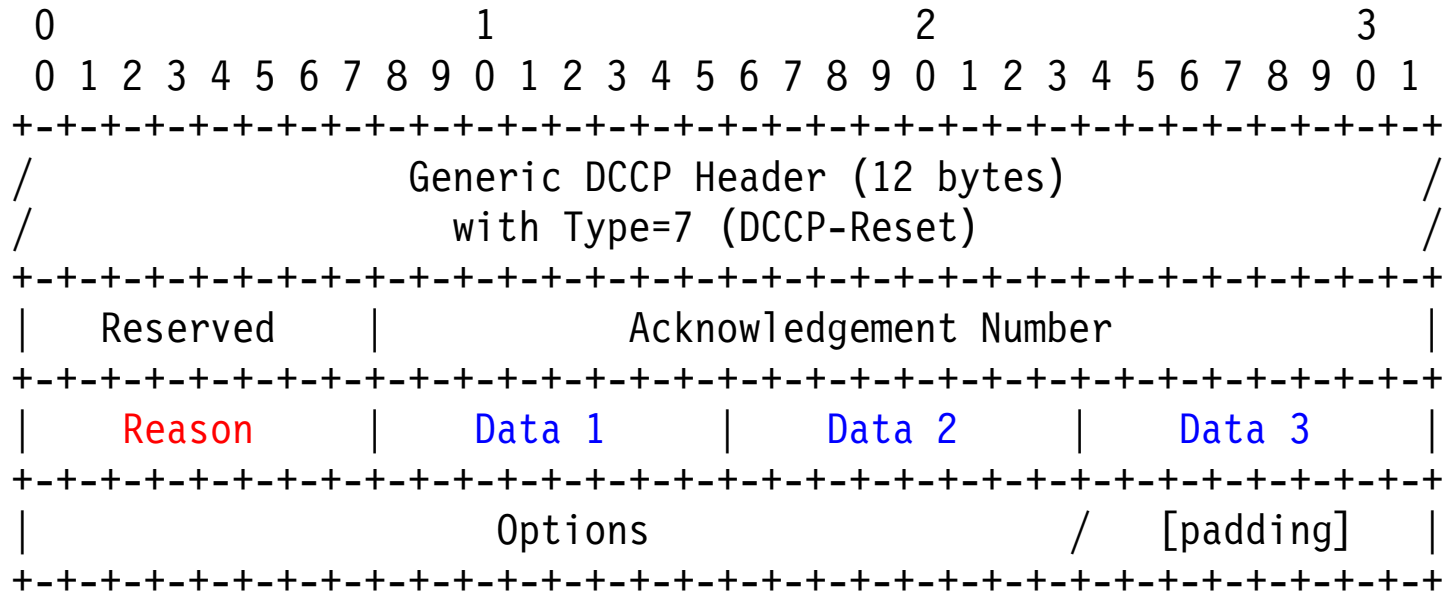 0                   1                   2                   3
 0 1 2 3 4 5 6 7 8 9 0 1 2 3 4 5 6 7 8 9 0 1 2 3 4 5 6 7 8 9 0 1
+-+-+-+-+-+-+-+-+-+-+-+-+-+-+-+-+-+-+-+-+-+-+-+-+-+-+-+-+-+-+-+-+
/                 Generic DCCP Header (12 bytes)                /
/                   with Type=7 (DCCP-Reset)                    /
+-+-+-+-+-+-+-+-+-+-+-+-+-+-+-+-+-+-+-+-+-+-+-+-+-+-+-+-+-+-+-+-+
|   Reserved    |           Acknowledgement Number              |
+-+-+-+-+-+-+-+-+-+-+-+-+-+-+-+-+-+-+-+-+-+-+-+-+-+-+-+-+-+-+-+-+
|    Reason     |    Data 1     |    Data 2     |    Data 3     |
+-+-+-+-+-+-+-+-+-+-+-+-+-+-+-+-+-+-+-+-+-+-+-+-+-+-+-+-+-+-+-+-+
|                     Options                   /   [padding]   |
+-+-+-+-+-+-+-+-+-+-+-+-+-+-+-+-+-+-+-+-+-+-+-+-+-+-+-+-+-+-+-+-+